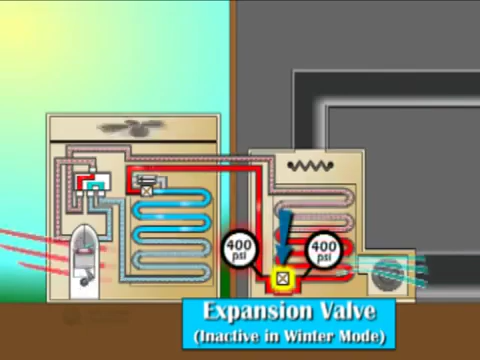 400 psi
400 psi
Expansion Valve
(Inactive in Winter Mode)